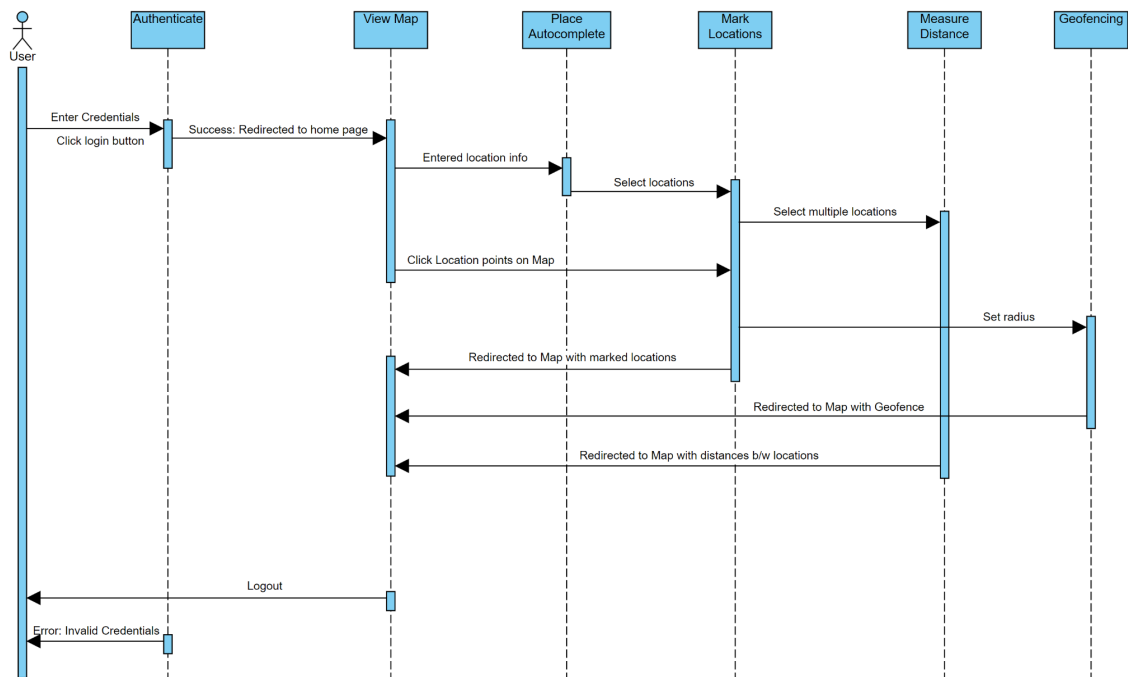 User
Authenticate
View Map
Place
Autocomplete
Mark
Locations
Measure
Distance
Geofencing
Enter Credentials
Click login button
Success: Redirected to home page
Entered location info
Select locations
Select multiple locations
Click Location points on Map
Set radius
Redirected to Map with marked locations
Redirected to Map with Geofence
Redirected to Map with distances b/w locations
Logout
Error: Invalid Credentials